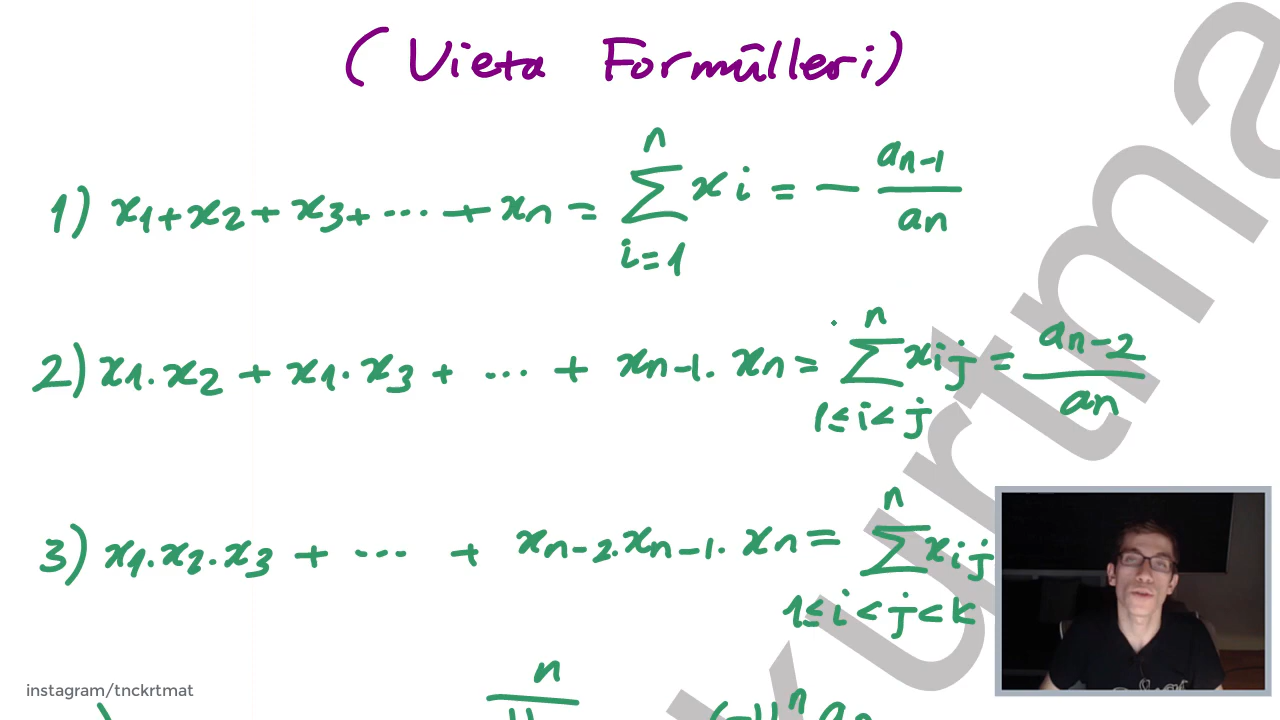 (Vieta Formülleri)
1) x₁+x₂+x₃+⋯+xₙ = ∑ⁿᵢ₌₁ xi = - aₙ₋₁/aₙ
2) x₁.x₂ + x₁.x₃ + ⋯ + xₙ₋₁.xₙ = ∑ⁿ 1≤i<j xij = aₙ₋₂/aₙ
3) x₁.x₂.x₃ + ⋯ + xₙ₋₂.xₙ₋₁.xₙ = ∑ⁿ 1≤i<j<k xij
instagram/tnckrtmat